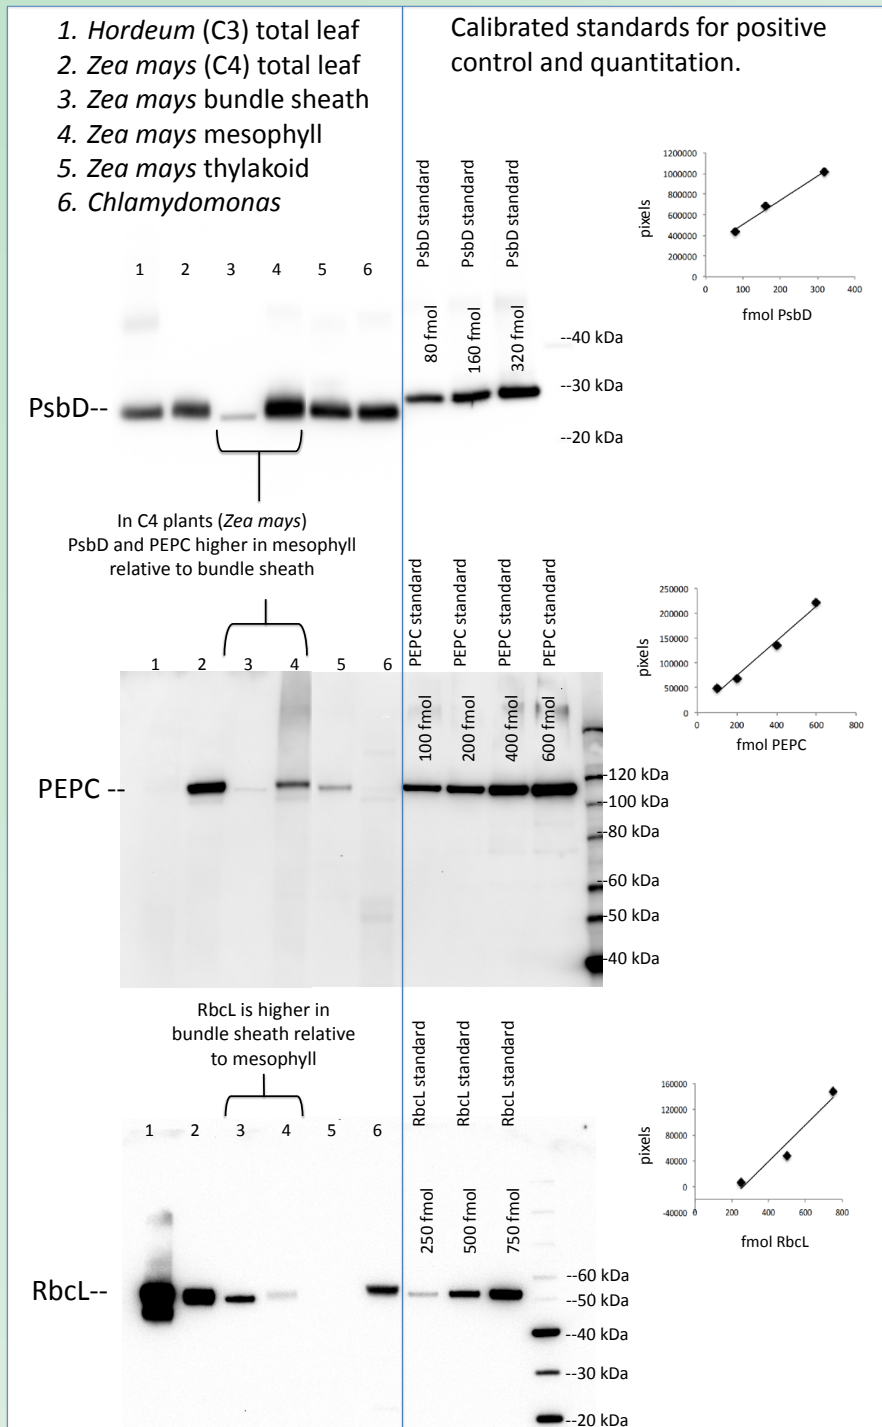 1. Hordeum (C3) total leaf
2. Zea mays (C4) total leaf
3. Zea mays bundle sheath
4. Zea mays mesophyll
5. Zea mays thylakoid
6. Chlamydomonas
Calibrated standards for positive
control and quantitation.
1 2 3 4 5 6
PsbD standard
PsbD standard
PsbD standard
80 fmol
160 fmol
320 fmol
PsbD--
--40 kDa
--30 kDa
--20 kDa
pixels
1200000
1000000
800000
600000
400000
200000
0
0 100 200 300 400
fmol PsbD
In C4 plants (Zea mays)
PsbD and PEPC higher in mesophyll
relative to bundle sheath
1 2 3 4 5 6
PEPC standard
PEPC standard
PEPC standard
PEPC standard
100 fmol
200 fmol
400 fmol
600 fmol
PEPC --
--120 kDa
--100 kDa
--80 kDa
--60 kDa
--50 kDa
-40 kDa
pixels
250000
200000
150000
100000
50000
0
0 200 400 600 800
fmol PEPC
RbcL is higher in
bundle sheath relative
to mesophyll
1 2 3 4 5 6
RbcL standard
RbcL standard
RbcL standard
250 fmol
500 fmol
750 fmol
RbcL--
--60 kDa
--50 kDa
--40 kDa
--30 kDa
--20 kDa
pixels
160000
120000
80000
40000
0
-40000
0 200 400 600 800
fmol RbcL